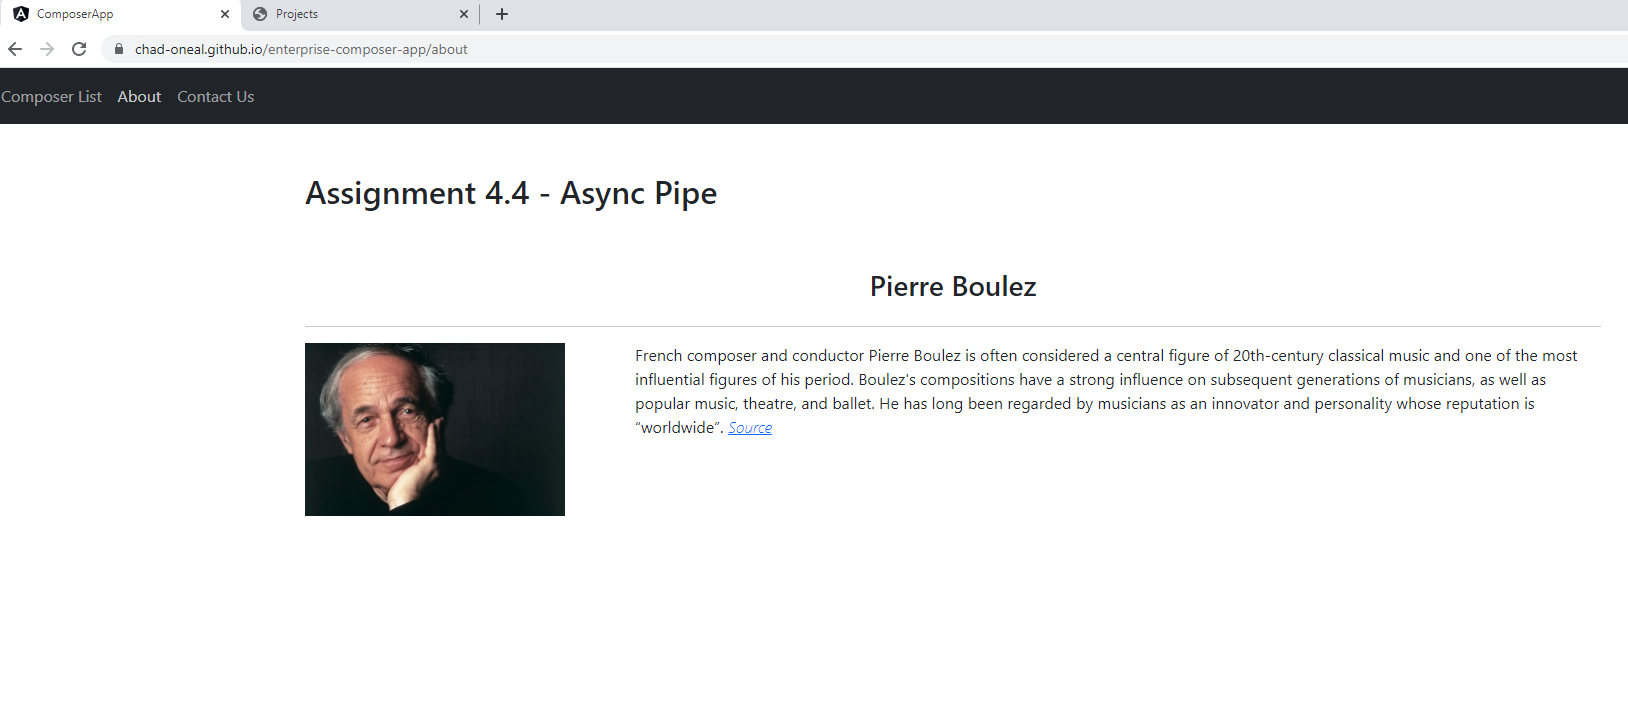 ComposerApp
Projects
chad-oneal.github.io/enterprise-composer-app/about
Composer List About Contact Us
Assignment 4.4 - Async Pipe
Pierre Boulez
French composer and conductor Pierre Boulez is often considered a central figure of 20th-century classical music and one of the most
influential figures of his period. Boulez's compositions have a strong influence on subsequent generations of musicians, as well as
popular music, theatre, and ballet. He has long been regarded by musicians as an innovator and personality whose reputation is
“worldwide”. Source